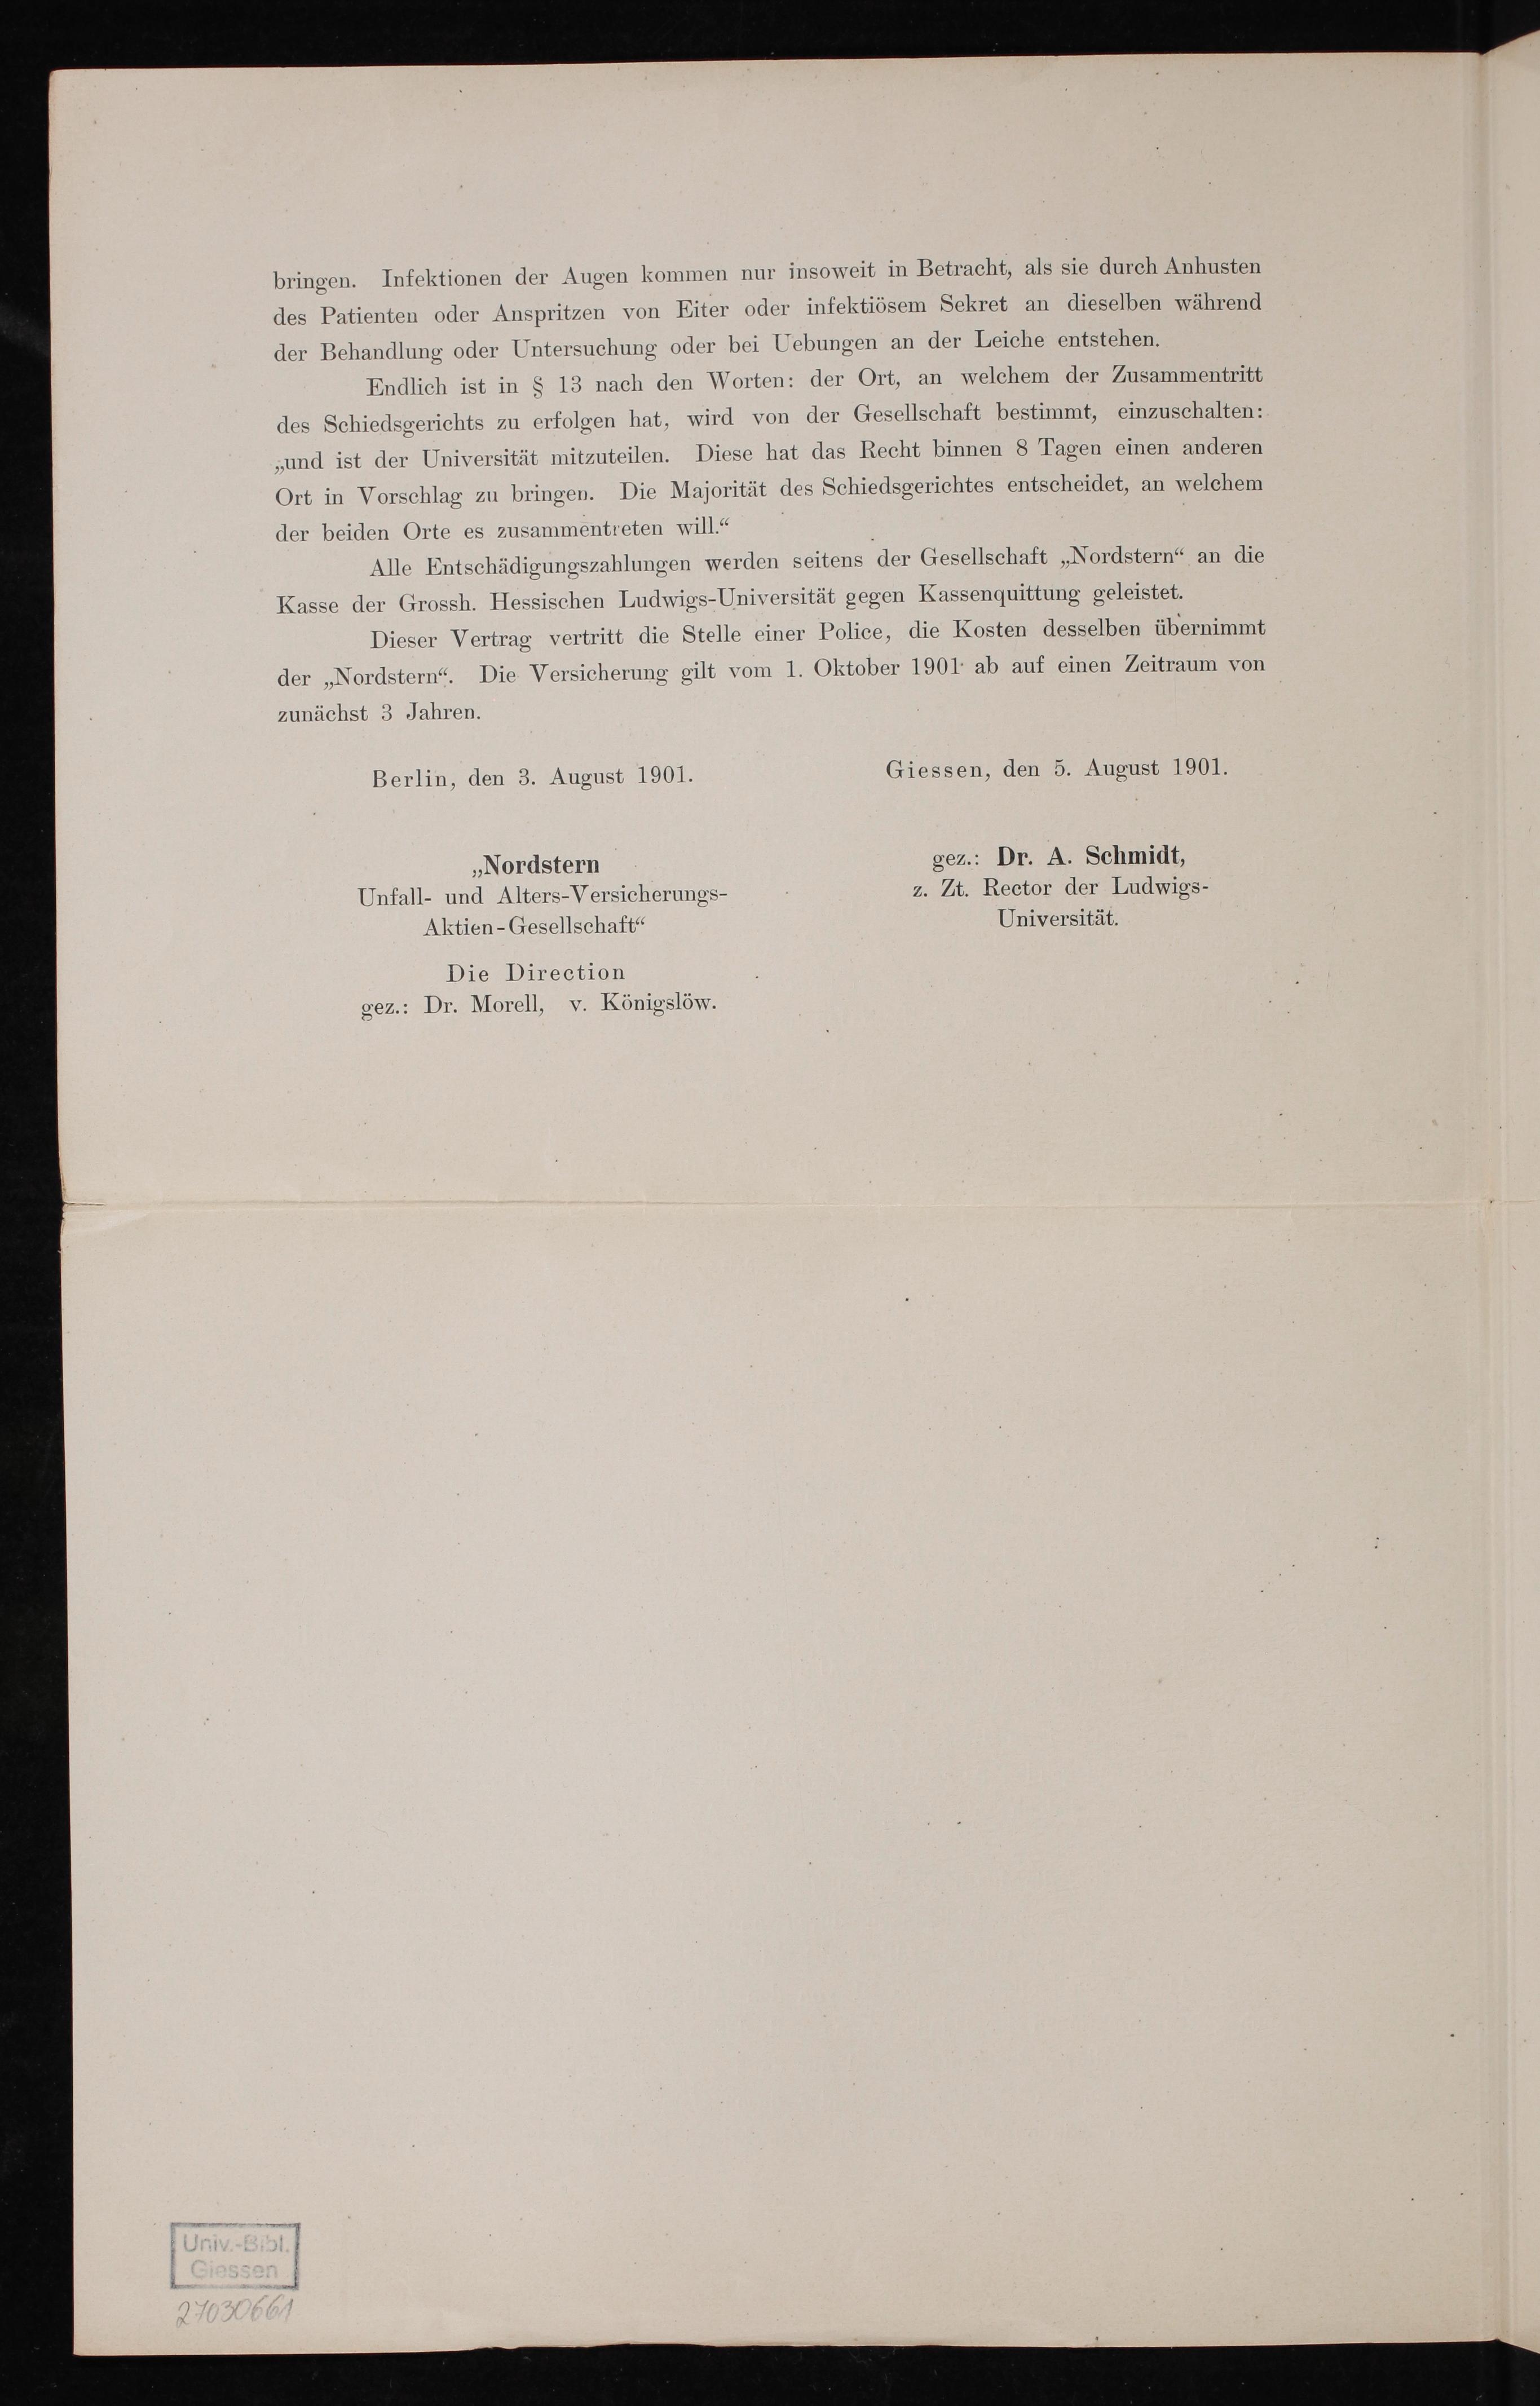 bringen. Infektionen der Augen kommen nur insoweit in Betracht, als sie durch Anhusten
des Patienten oder Anspritzen von Eiter oder infektiösem Sekret an dieselben während
der Behandlung oder Untersuchung oder bei Uebungen an der Leiche entstehen.
Endlich ist in § 13 nach den Worten: der Ort, an welchem der Zusammentritt
des Schiedsgerichts zu erfolgen hat, wird von der Gesellschaft bestimmt, einzuschalten:
„und ist der Universität mitzuteilen. Diese hat das Recht binnen 8 Tagen einen anderen
Ort in Vorschlag zu bringen. Die Majorität des Schiedsgerichtes entscheidet, an welchem
der beiden Orte es zusammentreten will.“
Alle Entschädigungszahlungen werden seitens der Gesellschaft „Nordstern“ an die
Kasse der Grossh. Hessischen Ludwigs-Universität gegen Kassenquittung geleistet.
Dieser Vertrag vertritt die Stelle einer Police, die Kosten desselben übernimmt
der „Nordstern“. Die Versicherung gilt vom 1. Oktober 1901 ab auf einen Zeitraum von
zunächst 3 Jahren.
Berlin, den 3. August 1901.
„Nordstern
Unfall- und Alters-Versicherungs-
Aktien-Gesellschaft“
Die Direction
gez.: Dr. Morell, v. Königslöw.
Giessen, den 5. August 1901.
gez.: Dr. A. Schmidt,
z. Zt. Rector der Ludwigs-
Universität.
Univ.-Bibl.
Giessen
27030661